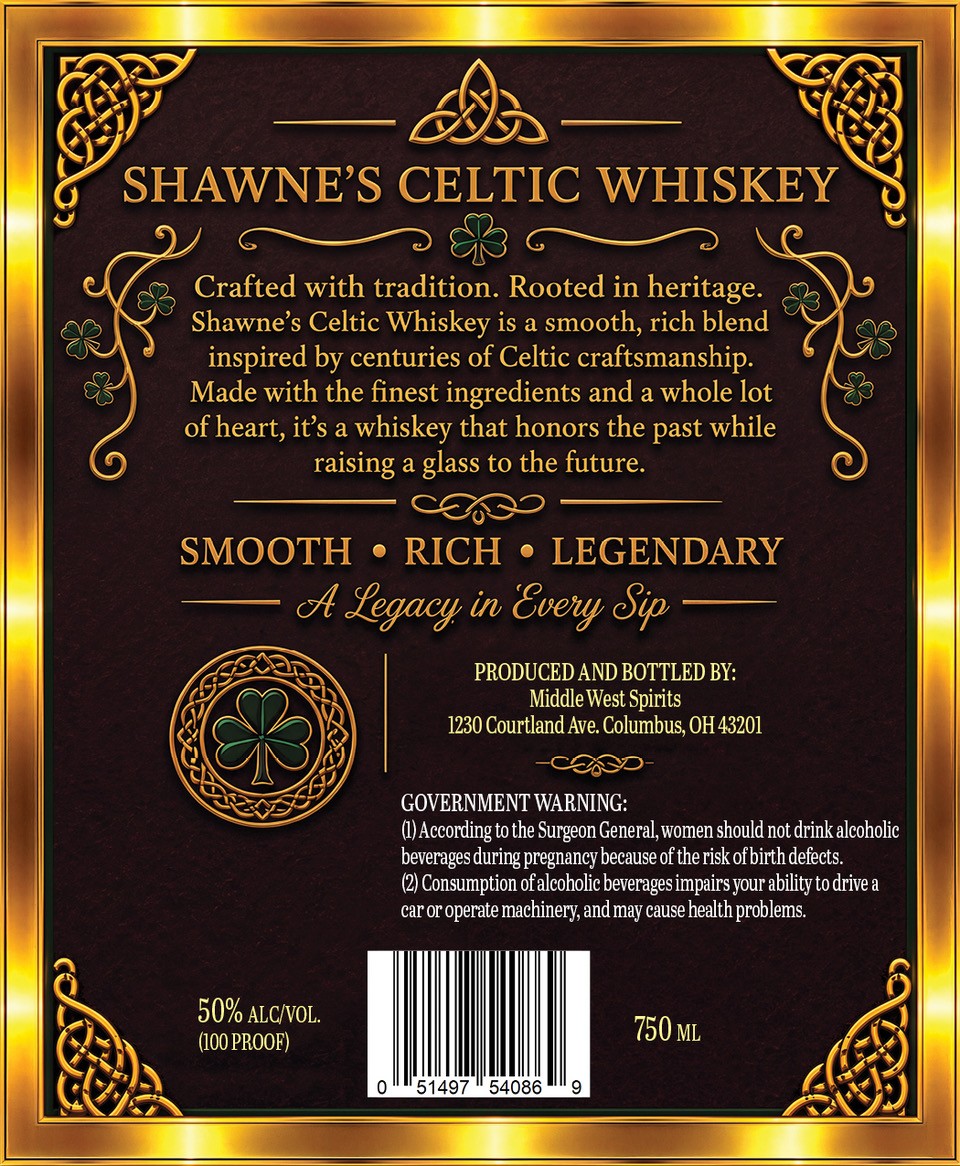 SHAWNE'S CELTIC WHISKEY
Crafted with tradition. Rooted in heritage.
Shawne's Celtic Whiskey is a smooth, rich blend
inspired by centuries of Celtic craftsmanship.
Made with the finest ingredients and a whole lot
of heart, it's a whiskey that honors the past while
raising a glass to the future.
SMOOTH • RICH • LEGENDARY
A Legacy in Every Sip
PRODUCED AND BOTTLED BY:
Middle West Spirits
1230 Courtland Ave. Columbus, OH 43201
GOVERNMENT WARNING:
(1) According to the Surgeon General, women should not drink alcoholic
beverages during pregnancy because of the risk of birth defects.
(2) Consumption of alcoholic beverages impairs your ability to drive a
car or operate machinery, and may cause health problems.
50% ALC/VOL.
(100 PROOF)
750 ML
0 51497 54086 9